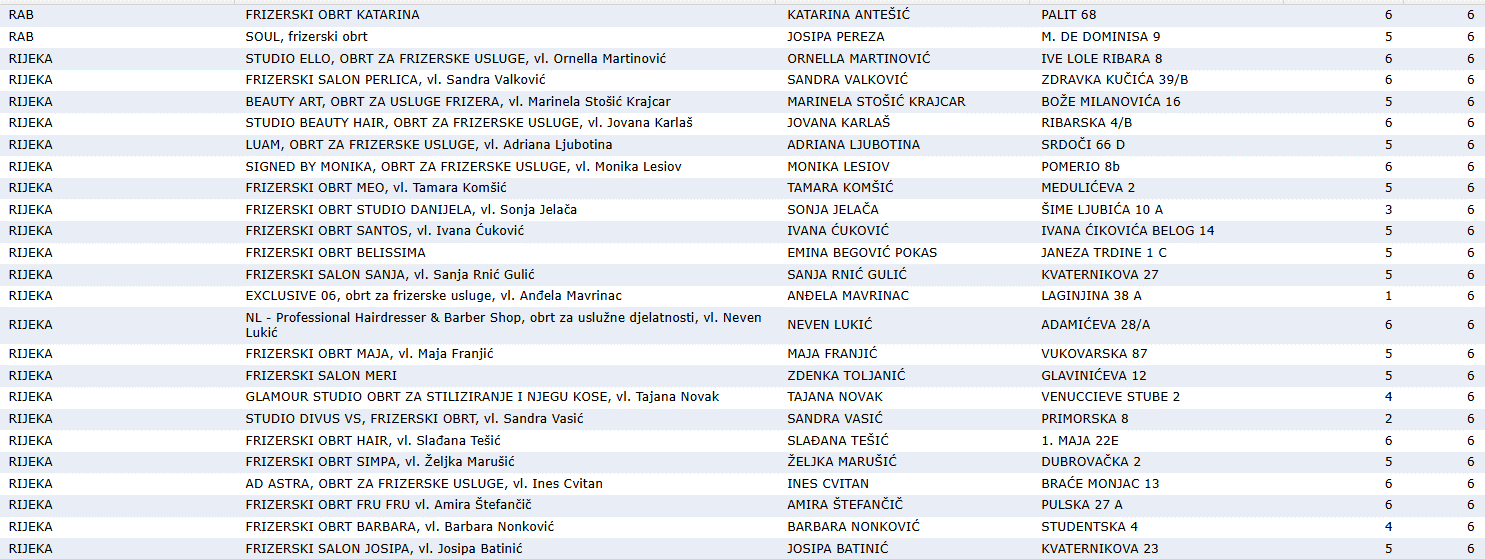 RAB FRIZERSKI OBRT KATARINA KATARINA ANTEŠIĆ PALIT 68 6 6
RAB SOUL, frizerski obrt JOSIPA PEREZA M. DE DOMINISA 9 5 6
RIJEKA STUDIO ELLO, OBRT ZA FRIZERSKE USLUGE, vl. Ornella Martinović ORNELLA MARTINOVIĆ IVE LOLE RIBARA 8 6 6
RIJEKA FRIZERSKI SALON PERLICA, vl. Sandra Valković SANDRA VALKOVIĆ ZDRAVKA KUČIĆA 39/B 6 6
RIJEKA BEAUTY ART, OBRT ZA USLUGE FRIZERA, vl. Marinela Stošić Krajcar MARINELA STOŠIĆ KRAJCAR BOŽE MILANOVIĆA 16 5 6
RIJEKA STUDIO BEAUTY HAIR, OBRT ZA FRIZERSKE USLUGE, vl. Jovana Karlaš JOVANA KARLAŠ RIBARSKA 4/B 6 6
RIJEKA LUAM, OBRT ZA FRIZERSKE USLUGE, vl. Adriana Ljubotina ADRIANA LJUBOTINA SRDOČI 66 D 5 6
RIJEKA SIGNED BY MONIKA, OBRT ZA FRIZERSKE USLUGE, vl. Monika Lesiov MONIKA LESIOV POMERIO 8b 6 6
RIJEKA FRIZERSKI OBRT MEO, vl. Tamara Komšić TAMARA KOMŠIĆ MEDULIĆEVA 2 5 6
RIJEKA FRIZERSKI OBRT STUDIO DANIJELA, vl. Sonja Jelača SONJA JELAČA ŠIME LJUBIĆA 10 A 3 6
RIJEKA FRIZERSKI OBRT SANTOS, vl. Ivana Ćuković IVANA ĆUKOVIĆ IVANA ĆIKOVIĆA BELOG 14 5 6
RIJEKA FRIZERSKI OBRT BELISSIMA EMINA BEGOVIĆ POKAS JANEZA TRDINE 1 C 5 6
RIJEKA FRIZERSKI SALON SANJA, vl. Sanja Rnić Gulić SANJA RNIĆ GULIĆ KVATERNIKOVA 27 5 6
RIJEKA EXCLUSIVE 06, obrt za frizerske usluge, vl. Anđela Mavrinac ANĐELA MAVRINAC LAGINJINA 38 A 1 6
RIJEKA NL - Professional Hairdresser & Barber Shop, obrt za uslužne djelatnosti, vl. Neven
Lukić NEVEN LUKIĆ ADAMIĆEVA 28/A 6 6
RIJEKA FRIZERSKI OBRT MAJA, vl. Maja Franjić MAJA FRANJIĆ VUKOVARSKA 87 5 6
RIJEKA FRIZERSKI SALON MERI ZDENKA TOLJANIĆ GLAVINIĆEVA 12 5 6
RIJEKA GLAMOUR STUDIO OBRT ZA STILIZIRANJE I NJEGU KOSE, vl. Tajana Novak TAJANA NOVAK VENUCCIEVE STUBE 2 4 6
RIJEKA STUDIO DIVUS VS, FRIZERSKI OBRT, vl. Sandra Vasić SANDRA VASIĆ PRIMORSKA 8 2 6
RIJEKA FRIZERSKI OBRT HAIR, vl. Slađana Tešić SLAĐANA TEŠIĆ 1. MAJA 22E 6 6
RIJEKA FRIZERSKI OBRT SIMPA, vl. Željka Marušić ŽELJKA MARUŠIĆ DUBROVAČKA 2 5 6
RIJEKA AD ASTRA, OBRT ZA FRIZERSKE USLUGE, vl. Ines Cvitan INES CVITAN BRAĆE MONJAC 13 6 6
RIJEKA FRIZERSKI OBRT FRU FRU vl. Amira Štefančič AMIRA ŠTEFANČIČ PULSKA 27 A 6 6
RIJEKA FRIZERSKI OBRT BARBARA, vl. Barbara Nonković BARBARA NONKOVIĆ STUDENTSKA 4 4 6
RIJEKA FRIZERSKI SALON JOSIPA, vl. Josipa Batinić JOSIPA BATINIĆ KVATERNIKOVA 23 5 6